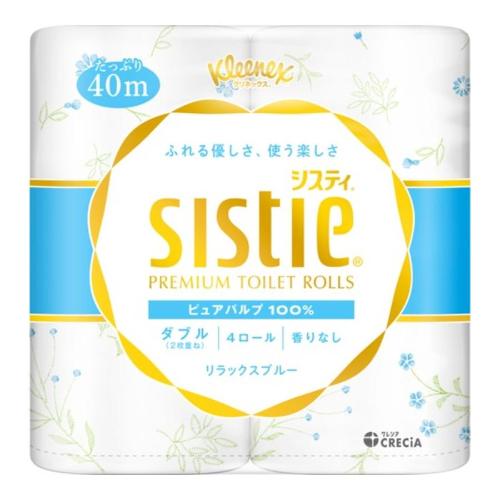 たっぷり
40m
Kleenex
クリネックス®
ふれる優しさ、使う楽しさ
システィ®
sistie®
PREMIUM TOILET ROLLS
ピュアパルプ 100%
ダブル
(2枚重ね)
4ロール
香りなし
リラックスブルー
クレシア
CRECIA